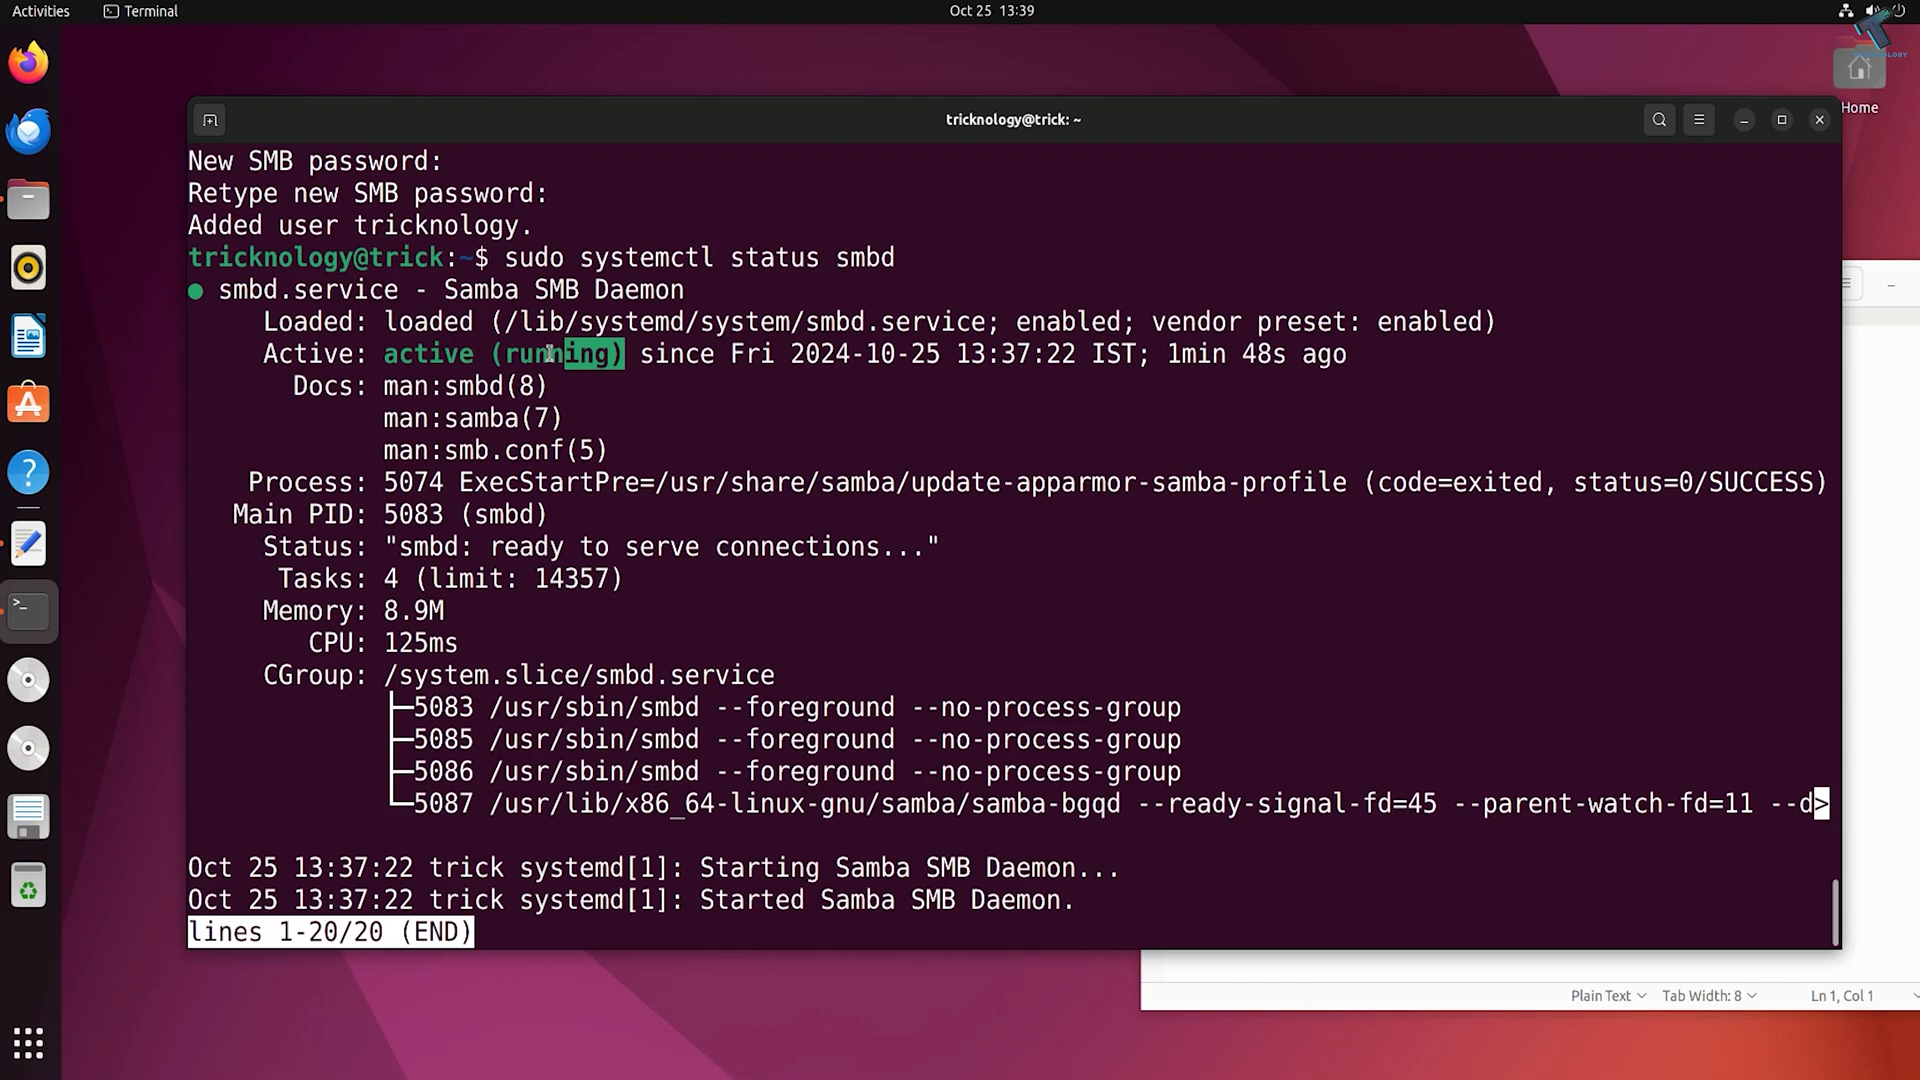 Activities Terminal Oct 25 13:39
Home
tricknology@trick: ~
New SMB password:
Retype new SMB password:
Added user tricknology.
tricknology@trick:~$ sudo systemctl status smbd
● smbd.service - Samba SMB Daemon
Loaded: loaded (/lib/systemd/system/smbd.service; enabled; vendor preset: enabled)
Active: active (running) since Fri 2024-10-25 13:37:22 IST; 1min 48s ago
Docs: man:smbd(8)
man:samba(7)
man:smb.conf(5)
Process: 5074 ExecStartPre=/usr/share/samba/update-apparmor-samba-profile (code=exited, status=0/SUCCESS)
Main PID: 5083 (smbd)
Status: "smbd: ready to serve connections..."
Tasks: 4 (limit: 14357)
Memory: 8.9M
CPU: 125ms
CGroup: /system.slice/smbd.service
├─5083 /usr/sbin/smbd --foreground --no-process-group
├─5085 /usr/sbin/smbd --foreground --no-process-group
├─5086 /usr/sbin/smbd --foreground --no-process-group
└─5087 /usr/lib/x86_64-linux-gnu/samba/samba-bgqd --ready-signal-fd=45 --parent-watch-fd=11 --d>
Oct 25 13:37:22 trick systemd[1]: Starting Samba SMB Daemon...
Oct 25 13:37:22 trick systemd[1]: Started Samba SMB Daemon.
lines 1-20/20 (END)
Plain Text Tab Width: 8 Ln 1, Col 1